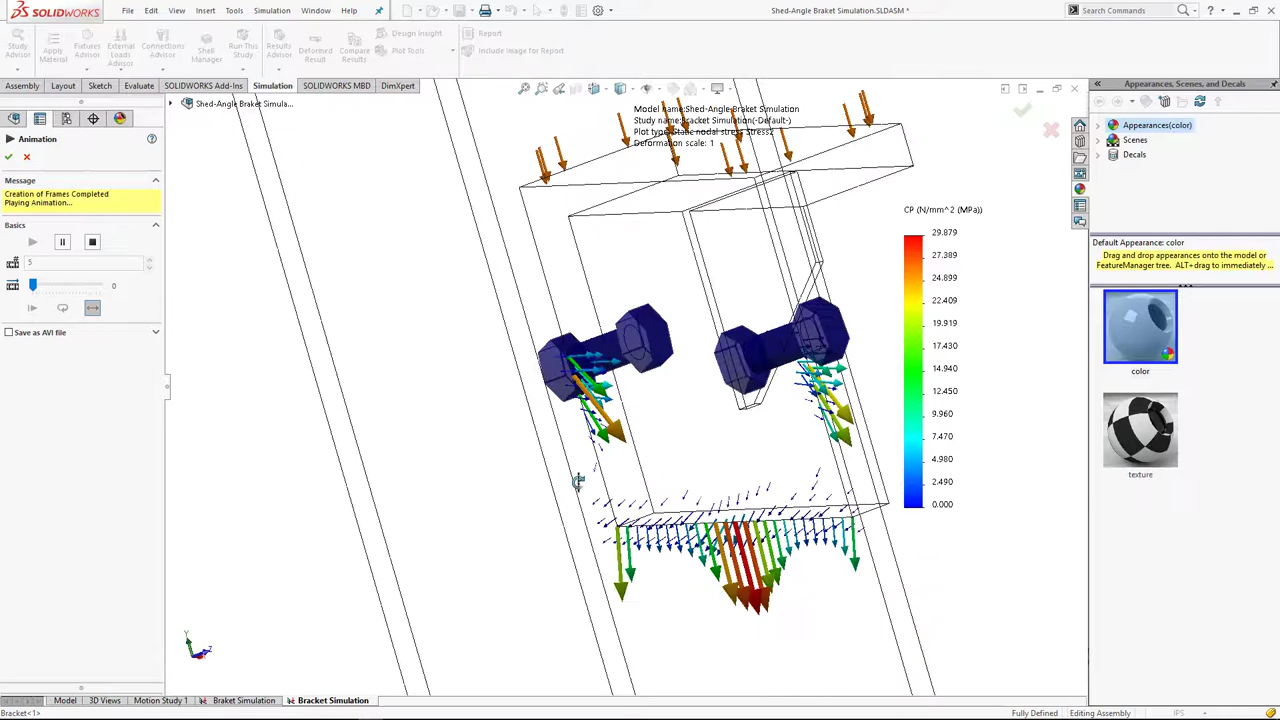 SOLIDWORKS
File Edit View Insert Tools Simulation Window Help
Shed-Angle Braket Simulation.SLDASM *
Search Commands
Study Advisor
Apply Material
Fixtures Advisor
External Loads Advisor
Connections Advisor
Shell Manager
Run This Study
Results Advisor
Deformed Result
Compare Results
Design Insight
Plot Tools
Report
Include Image for Report
Assembly Layout Sketch Evaluate SOLIDWORKS Add-Ins Simulation SOLIDWORKS MBD DimXpert
Shed-Angle Braket Simula...
Animation
Message
Creation of Frames Completed
Playing Animation...
Basics
5
0
Save as AVI file
Model name:Shed-Angle Braket Simulation
Study name:Bracket Simulation(-Default-)
Plot type: Static nodal stress Stress2
Deformation scale: 1
CP (N/mm^2 (MPa))
29.879
27.389
24.899
22.409
19.919
17.429
14.940
12.450
9.960
7.470
4.980
2.490
0.000
Appearances, Scenes, and Decals
Appearances(color)
Scenes
Decals
Default Appearance: color
Drag and drop appearances onto the model or
FeatureManager tree. ALT+drag to immediately ...
color
texture
Y
Z
Model 3D Views Motion Study 1 Braket Simulation Bracket Simulation
Bracket<1>
Fully Defined Editing Assembly IPS